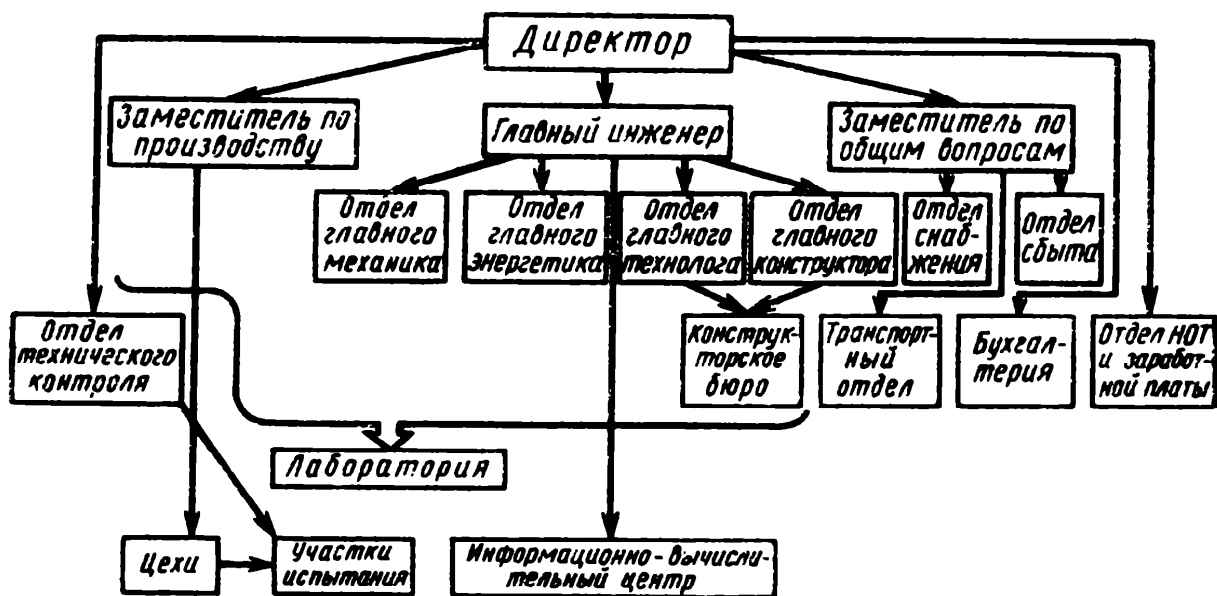 Директор
Заместитель по
производству
Главный инженер
Заместитель по
общим вопросам
Отдел
главного
механика
Отдел
главного
энергетика
Отдел
главного
технолога
Отдел
главного
конструктора
Отдел
снаб-
жения
Отдел
сбыта
Отдел
технического
контроля
Конструк-
торское
бюро
Транспорт-
ный
отдел
Бухгал-
терия
Отдел НОТ
и заработ-
ной платы
Лаборатория
Цехи
Участки
испытания
Информационно-вычисли-
тельный центр